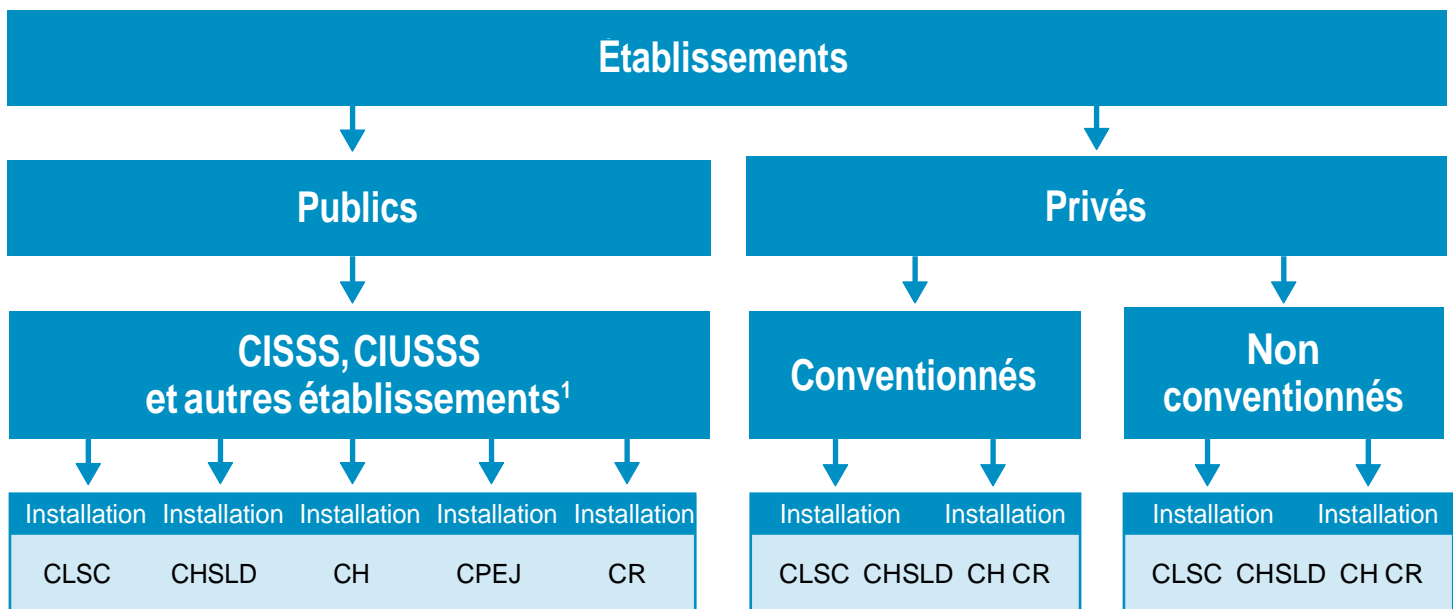 Établissements
Publics
Privés
CISSS, CIUSSS
et autres établissements¹
Conventionnés
Non
conventionnés
Installation Installation Installation Installation Installation
CLSC CHSLD CH CPEJ CR
Installation Installation
CLSC CHSLD CH CR
Installation Installation
CLSC CHSLD CH CR